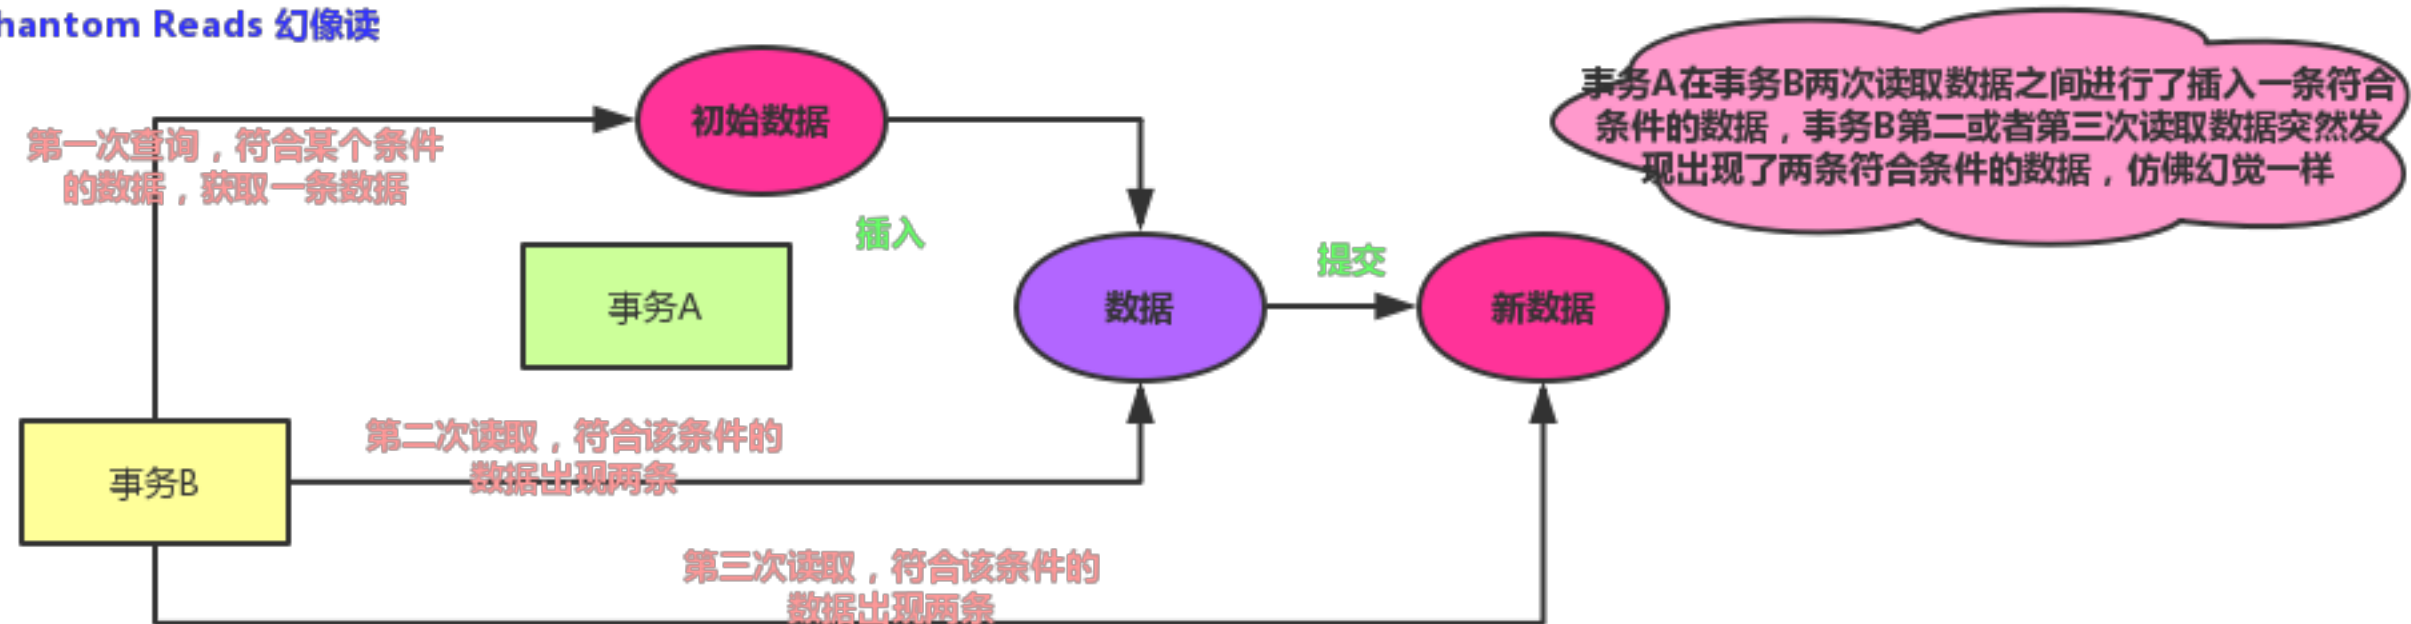 hantom Reads 幻像读
事务A在事务B两次读取数据之间进行了插入一条符合
条件的数据，事务B第二或者第三次读取数据突然发
现出现了两条符合条件的数据，仿佛幻觉一样
初始数据
第一次查询，符合某个条件
的数据，获取一条数据
插入
提交
事务A
数据
新数据
第二次读取，符合该条件的
数据出现两条
事务B
第三次读取，符合该条件的
数据出现两条